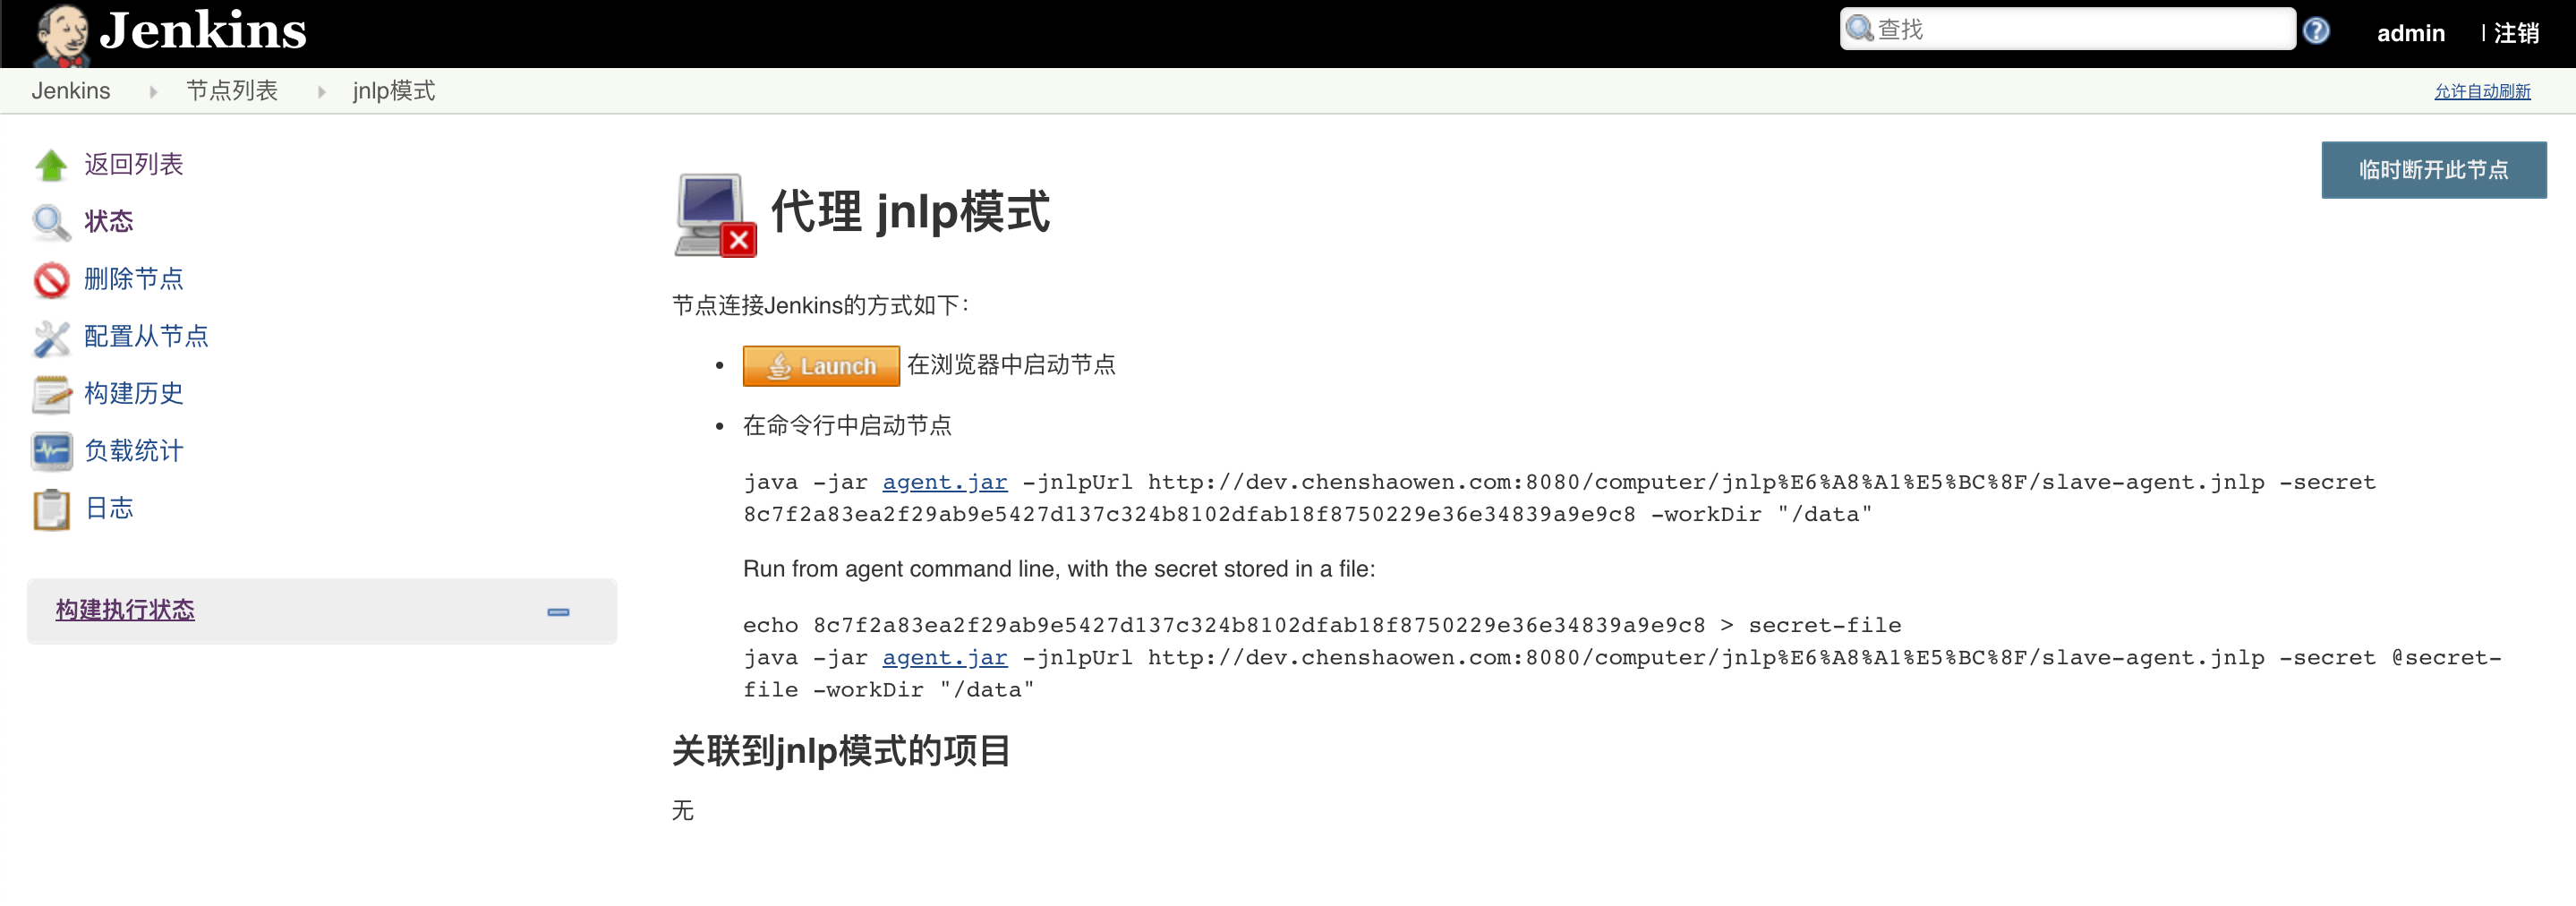 Jenkins
查找
admin
| 注销
Jenkins
节点列表
jnlp模式
允许自动刷新
返回列表
状态
删除节点
配置从节点
构建历史
负载统计
日志
构建执行状态
临时断开此节点
代理 jnlp模式
节点连接Jenkins的方式如下：
Launch 在浏览器中启动节点
在命令行中启动节点
java -jar agent.jar -jnlpUrl http://dev.chenshaowen.com:8080/computer/jnlp%E6%A8%A1%E5%BC%8F/slave-agent.jnlp -secret
8c7f2a83ea2f29ab9e5427d137c324b8102dfab18f8750229e36e34839a9e9c8 -workDir "/data"
Run from agent command line, with the secret stored in a file:
echo 8c7f2a83ea2f29ab9e5427d137c324b8102dfab18f8750229e36e34839a9e9c8 > secret-file
java -jar agent.jar -jnlpUrl http://dev.chenshaowen.com:8080/computer/jnlp%E6%A8%A1%E5%BC%8F/slave-agent.jnlp -secret @secret-
file -workDir "/data"
关联到jnlp模式的项目
无